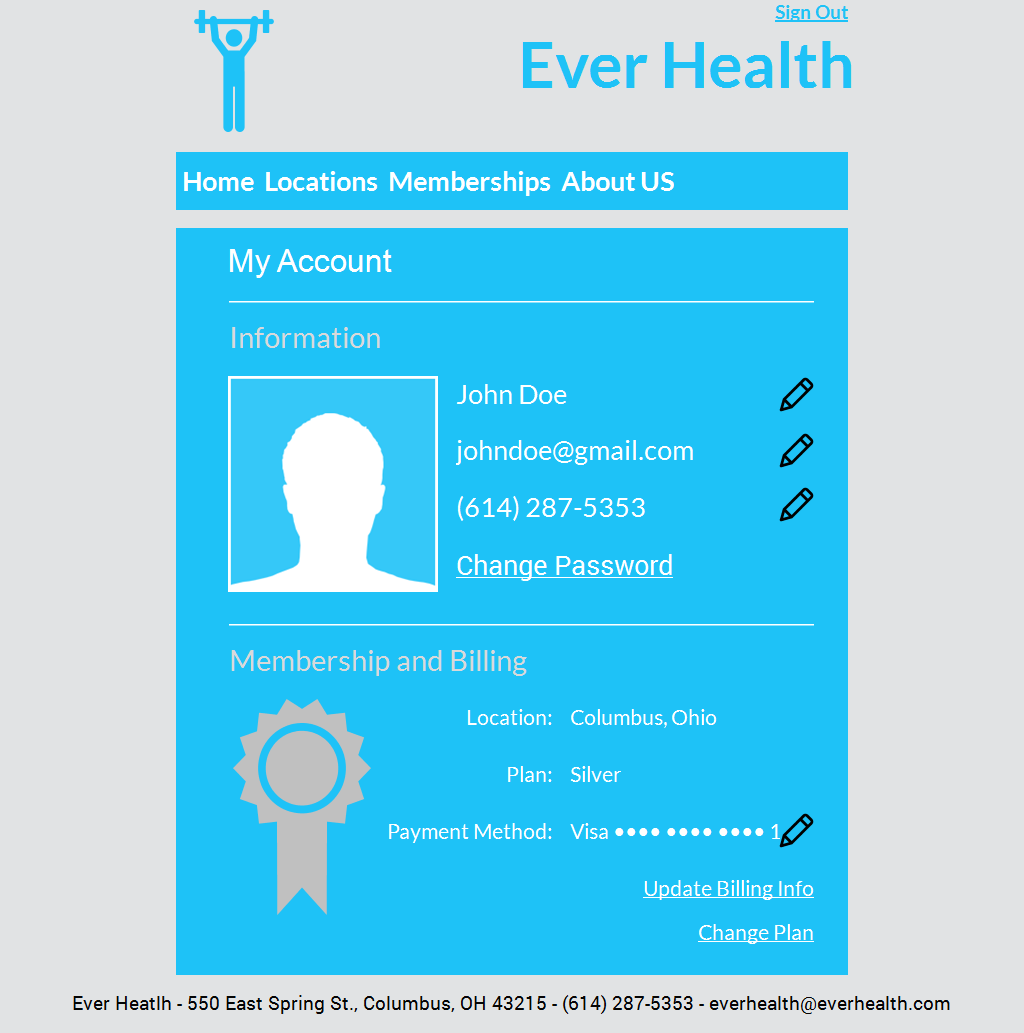 Sign Out
Ever Health
Home Locations Memberships About US
My Account
Information
John Doe
johndoe@gmail.com
(614) 287-5353
Change Password
Membership and Billing
Location: Columbus, Ohio
Plan: Silver
Payment Method: Visa •••• •••• •••• 1
Update Billing Info
Change Plan
Ever Heatlh - 550 East Spring St., Columbus, OH 43215 - (614) 287-5353 - everhealth@everhealth.com